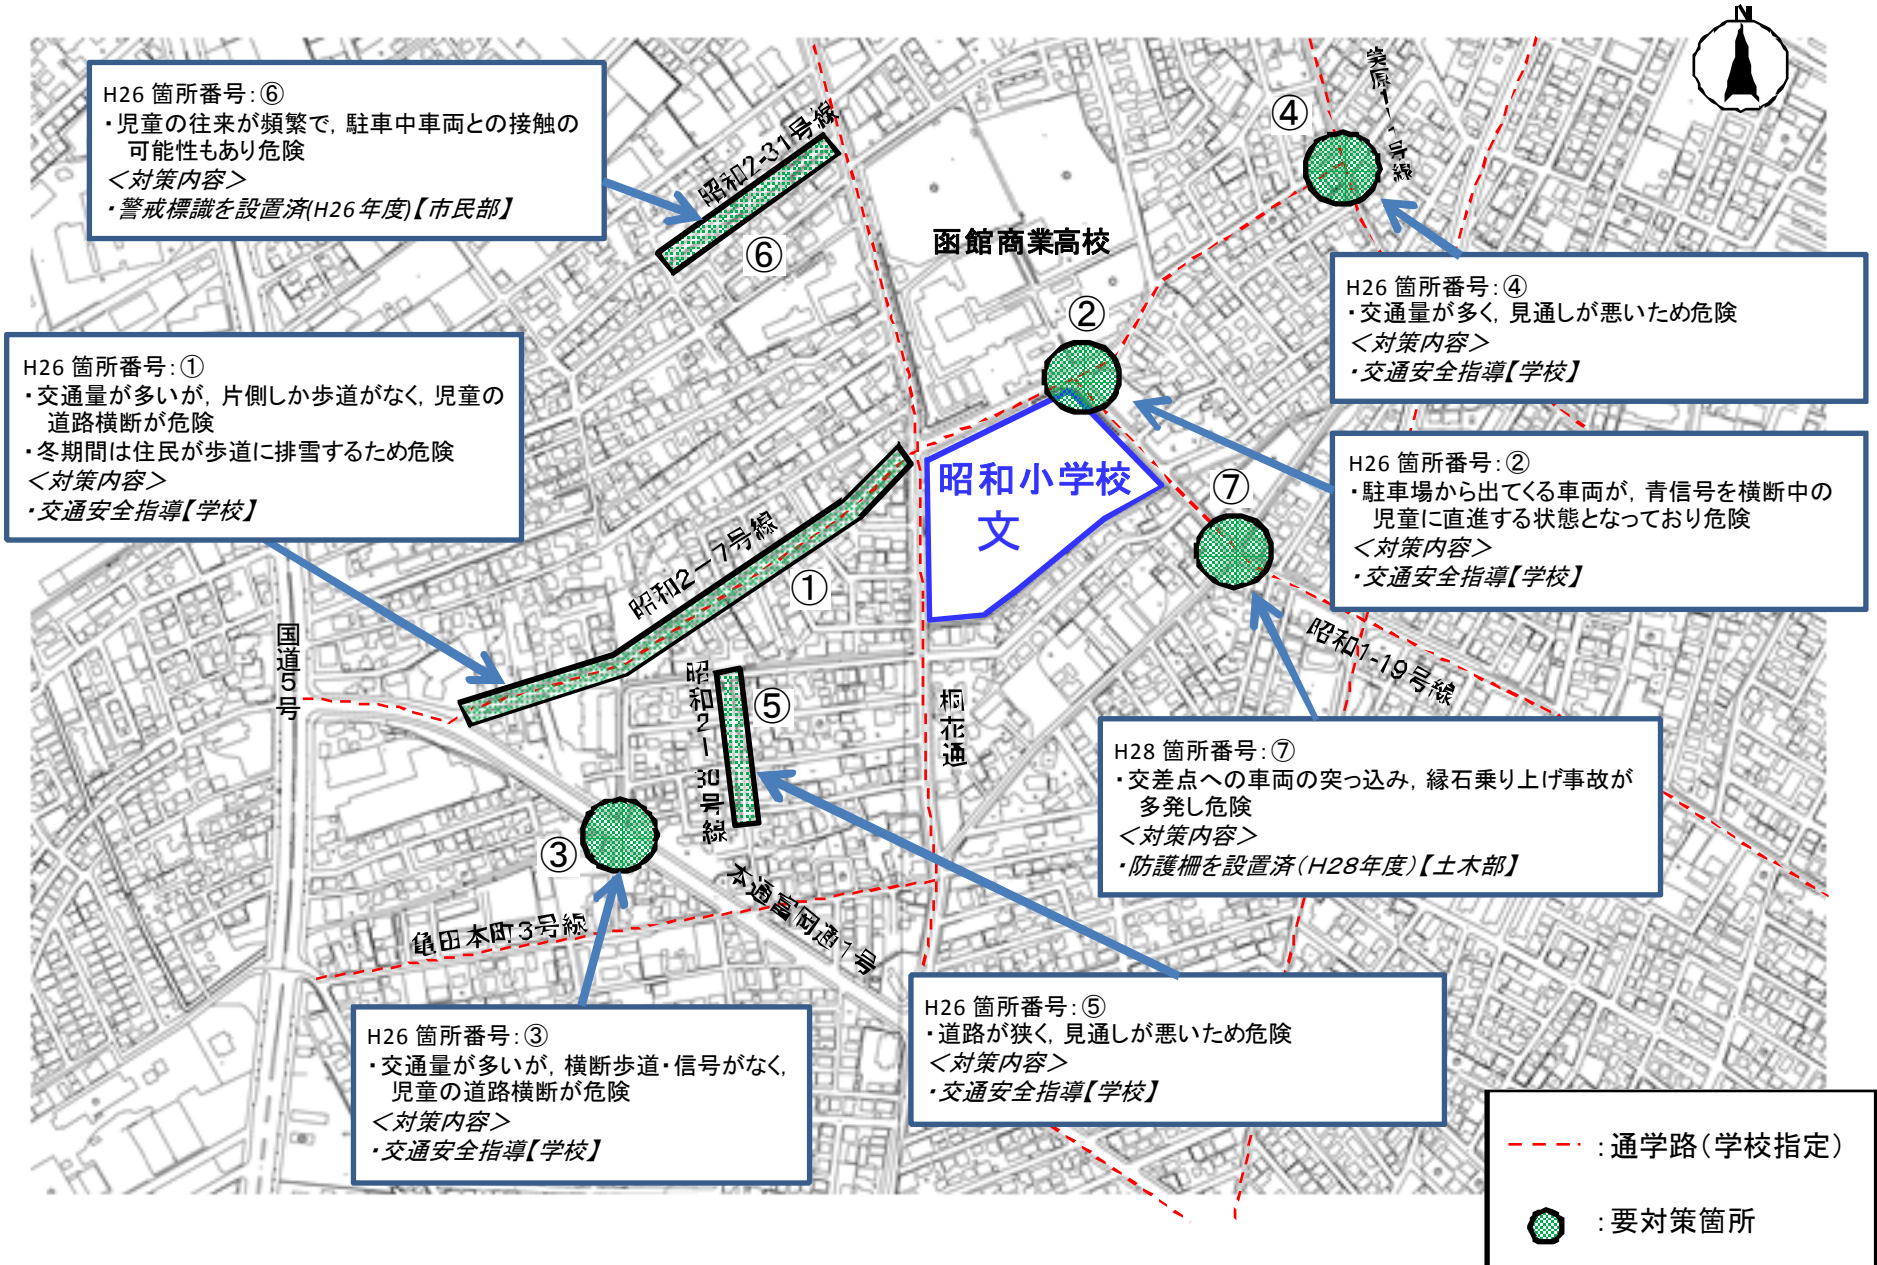 N
H26 箇所番号：⑥
・児童の往来が頻繁で，駐車中車両との接触の
可能性もあり危険
＜対策内容＞
・警戒標識を設置済(H26年度)【市民部】
昭和2-31号線
⑥
函館商業高校
美原1-
号線
④
H26 箇所番号：④
・交通量が多く，見通しが悪いため危険
＜対策内容＞
・交通安全指導【学校】
②
H26 箇所番号：①
・交通量が多いが，片側しか歩道がなく，児童の
道路横断が危険
・冬期間は住民が歩道に排雪するため危険
＜対策内容＞
・交通安全指導【学校】
H26 箇所番号：②
・駐車場から出てくる車両が，青信号を横断中の
児童に直進する状態となっており危険
＜対策内容＞
・交通安全指導【学校】
昭和小学校
文
⑦
昭和2－7号線
①
国道5号
昭和2－30号線
⑤
桐花通
昭和1-19号線
H28 箇所番号：⑦
・交差点への車両の突っ込み，縁石乗り上げ事故が
多発し危険
＜対策内容＞
・防護柵を設置済（H28年度）【土木部】
③
本通富岡通1号
亀田本町3号線
H26 箇所番号：③
・交通量が多いが，横断歩道・信号がなく，
児童の道路横断が危険
＜対策内容＞
・交通安全指導【学校】
H26 箇所番号：⑤
・道路が狭く，見通しが悪いため危険
＜対策内容＞
・交通安全指導【学校】
：通学路（学校指定）
：要対策箇所